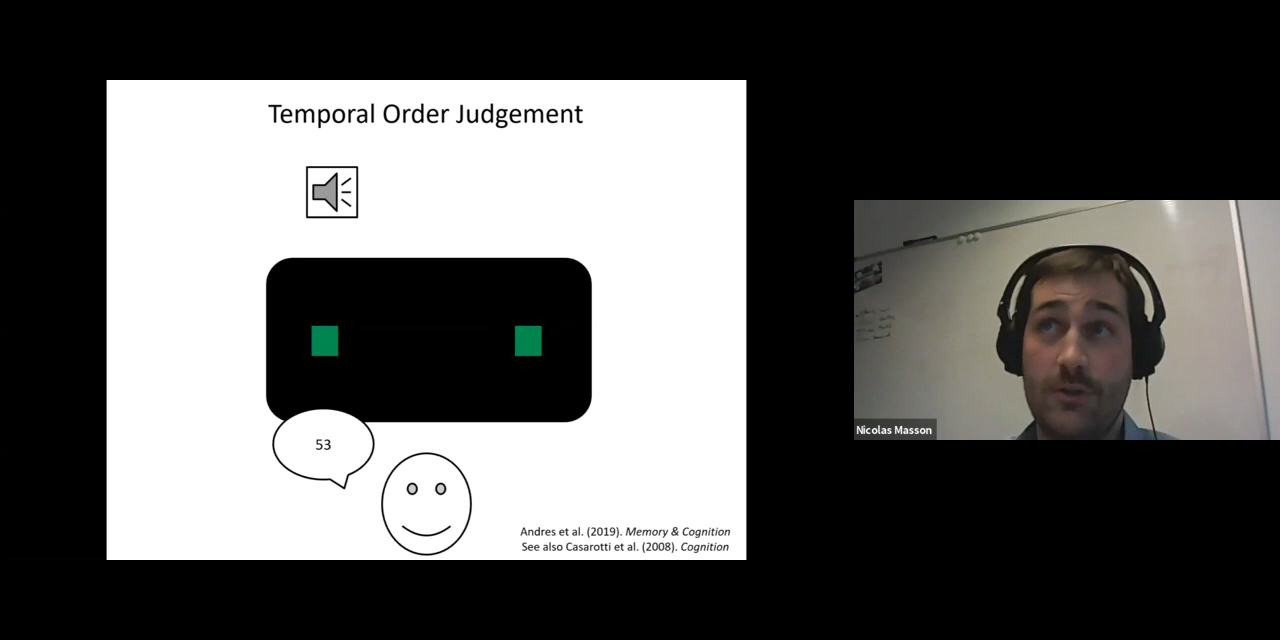 Temporal Order Judgement
53
Andres et al. (2019). Memory & Cognition
See also Casarotti et al. (2008). Cognition
Nicolas Masson